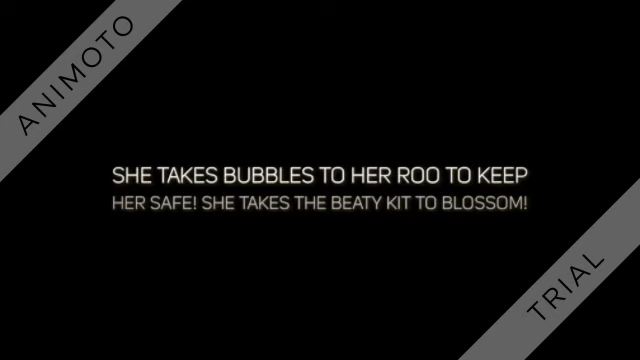 ANIMOTO
SHE TAKES BUBBLES TO HER ROO TO KEEP
HER SAFE! SHE TAKES THE BEATY KIT TO BLOSSOM!
TRIAL